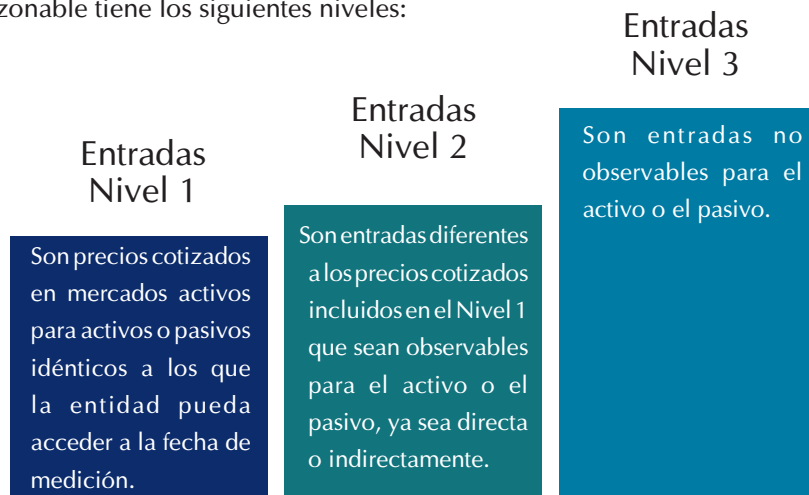 zonable tiene los siguientes niveles:
Entradas
Nivel 1
Son precios cotizados
en mercados activos
para activos o pasivos
idénticos a los que
la entidad pueda
acceder a la fecha de
medición.
Entradas
Nivel 2
Son entradas diferentes
a los precios cotizados
incluidos en el Nivel 1
que sean observables
para el activo o el
pasivo, ya sea directa
o indirectamente.
Entradas
Nivel 3
Son entradas no
observables para el
activo o el pasivo.